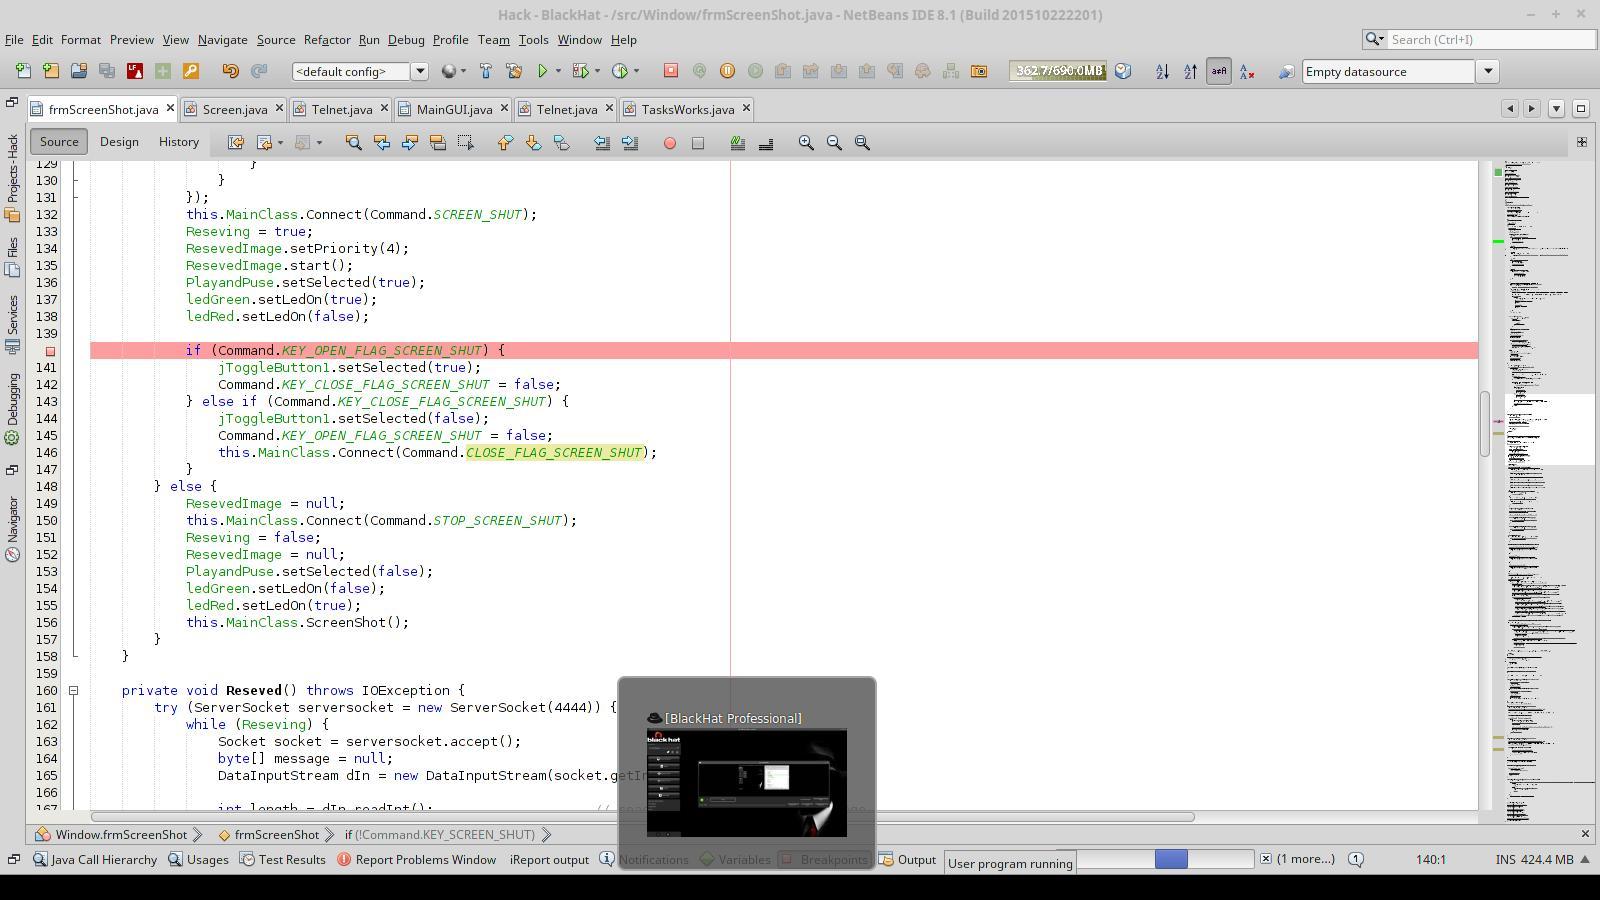 Hack - BlackHat - /src/Window/frmScreenShot.java - NetBeans IDE 8.1 (Build 201510222201)
File Edit Format Preview View Navigate Source Refactor Run Debug Profile Team Tools Window Help
Search (Ctrl+I)
<default config>
362.7/690.0MB
Empty datasource
frmScreenShot.java
Screen.java
Telnet.java
MainGUI.java
Telnet.java
TasksWorks.java
Source Design History
Projects - Hack
Files
Services
Debugging
Navigator
129 }
130 }
131 });
132 this.MainClass.Connect(Command.SCREEN_SHUT);
133 Reseving = true;
134 ResevedImage.setPriority(4);
135 ResevedImage.start();
136 PlayandPuse.setSelected(true);
137 ledGreen.setLedOn(true);
138 ledRed.setLedOn(false);
139
if (Command.KEY_OPEN_FLAG_SCREEN_SHUT) {
141 jToggleButton1.setSelected(true);
142 Command.KEY_CLOSE_FLAG_SCREEN_SHUT = false;
143 } else if (Command.KEY_CLOSE_FLAG_SCREEN_SHUT) {
144 jToggleButton1.setSelected(false);
145 Command.KEY_OPEN_FLAG_SCREEN_SHUT = false;
146 this.MainClass.Connect(Command.CLOSE_FLAG_SCREEN_SHUT);
147 }
148 } else {
149 ResevedImage = null;
150 this.MainClass.Connect(Command.STOP_SCREEN_SHUT);
151 Reseving = false;
152 ResevedImage = null;
153 PlayandPuse.setSelected(false);
154 ledGreen.setLedOn(false);
155 ledRed.setLedOn(true);
156 this.MainClass.ScreenShot();
157 }
158 }
159
160 private void Reseved() throws IOException {
161 try (ServerSocket serversocket = new ServerSocket(4444)) {
162 while (Reseving) {
163 Socket socket = serversocket.accept();
164 byte[] message = null;
165 DataInputStream dIn = new DataInputStream(socket.getIn
166
167 int length = dIn.readInt();
[BlackHat Professional]
black hat
Window.frmScreenShot frmScreenShot if (!Command.KEY_SCREEN_SHUT)
Java Call Hierarchy Usages Test Results Report Problems Window iReport output Notifications Variables Breakpoints Output
User program running
(1 more...)
140:1
INS 424.4 MB